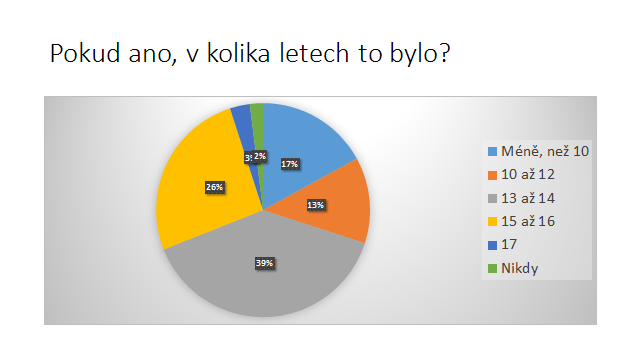 Pokud ano, v kolika letech to bylo?
3%
2%
17%
26%
13%
39%
Méně, než 10
10 až 12
13 až 14
15 až 16
17
Nikdy